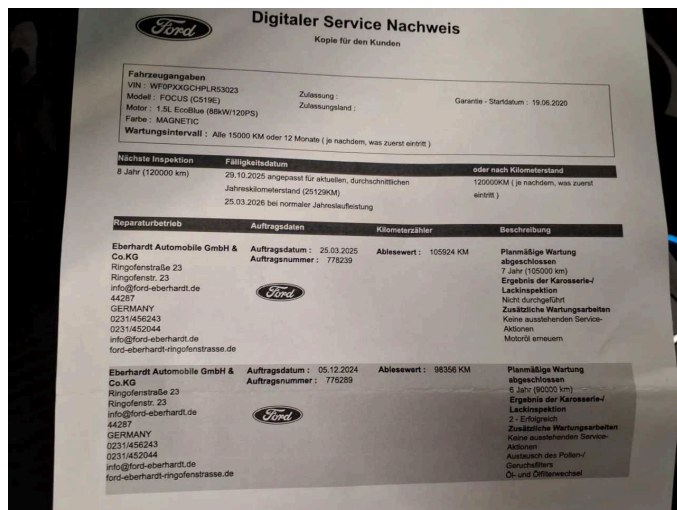 Ford
Digitaler Service Nachweis
Kopie für den Kunden
Fahrzeugangaben
VIN : WF0PXXGCHPLR53023
Modell : FOCUS (C519E)
Motor : 1.5L EcoBlue (88kW/120PS)
Farbe : MAGNETIC
Zulassung :
Zulassungsland :
Garantie - Startdatum : 19.06.2020
Wartungsintervall : Alle 15000 KM oder 12 Monate ( je nachdem, was zuerst eintritt )
Nächste Inspektion
Fälligkeitsdatum
oder nach Kilometerstand
8 Jahr (120000 km)
29.10.2025 angepasst für aktuellen, durchschnittlichen
Jahreskilometerstand (25129KM)
25.03.2026 bei normaler Jahreslaufleistung
120000KM ( je nachdem, was zuerst
eintritt )
Reparaturbetrieb
Auftragsdaten
Kilometerzähler
Beschreibung
Eberhardt Automobile GmbH &
Co.KG
Ringofenstraße 23
Ringofenstr. 23
info@ford-eberhardt.de
44287
GERMANY
0231/456243
0231/452044
ford-eberhardt-ringofenstrasse.de
Auftragsdatum : 25.03.2025
Auftragsnummer : 778239
Ford
Ablesewert : 105924 KM
Planmäßige Wartung
abgeschlossen
7 Jahr (105000 km)
Ergebnis der Karosserie-/
Lackinspektion
Nicht durchgeführt
Zusätzliche Wartungsarbeiten
Keine ausstehenden Service-
Aktionen
Motoröl erneuern
Eberhardt Automobile GmbH &
Co.KG
Ringofenstraße 23
Ringofenstr. 23
info@ford-eberhardt.de
44287
GERMANY
0231/456243
0231/452044
info@ford-eberhardt.de
ford-eberhardt-ringofenstrasse.de
Auftragsdatum : 05.12.2024
Auftragsnummer : 776289
Ford
Ablesewert : 98356 KM
Planmäßige Wartung
abgeschlossen
6 Jahr (90000 km)
Ergebnis der Karosserie-/
Lackinspektion
2 - Erfolgreich
Zusätzliche Wartungsarbeiten
Keine ausstehenden Service-
Aktionen
Austausch des Pollen-/
Geruchsfilters
Öl- und Ölfilterwechsel